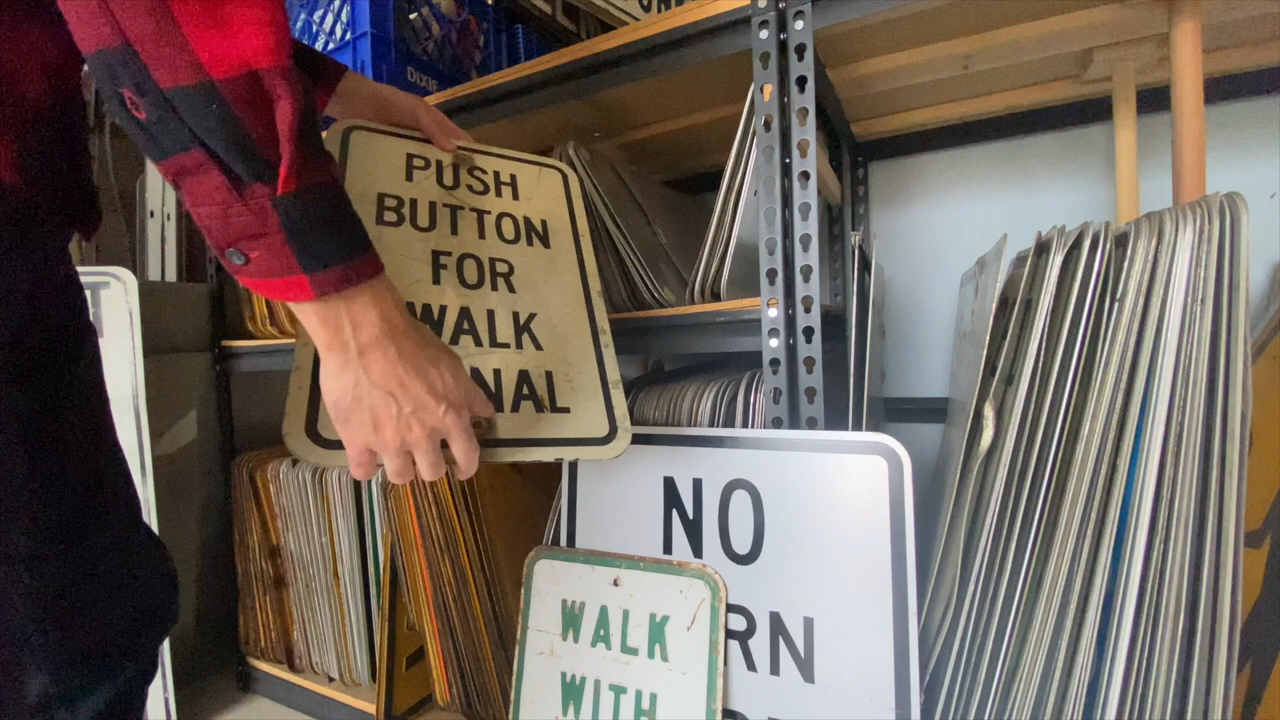 DIXIE
PUSH
BUTTON
FOR
WALK
NAL
NO
RN
WALK
WITH